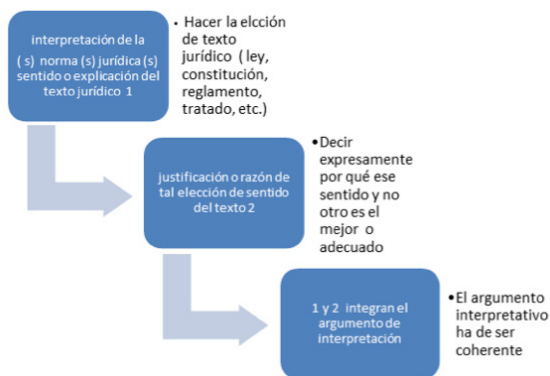 interpretación de la
( s) norma (s) jurídica (s)
sentido o explicación del
texto jurídico 1
• Hacer la elcción
de texto
jurídico ( ley,
constitución,
reglamento,
tratado, etc.)
justificación o razón de
tal elección de sentido
del texto 2
•Decir
expresamente
por qué ese
sentido y no
otro es el
mejor o
adecuado
1 y 2 integran el
argumento de
interpretación
•El argumento
interpretativo
ha de ser
coherente